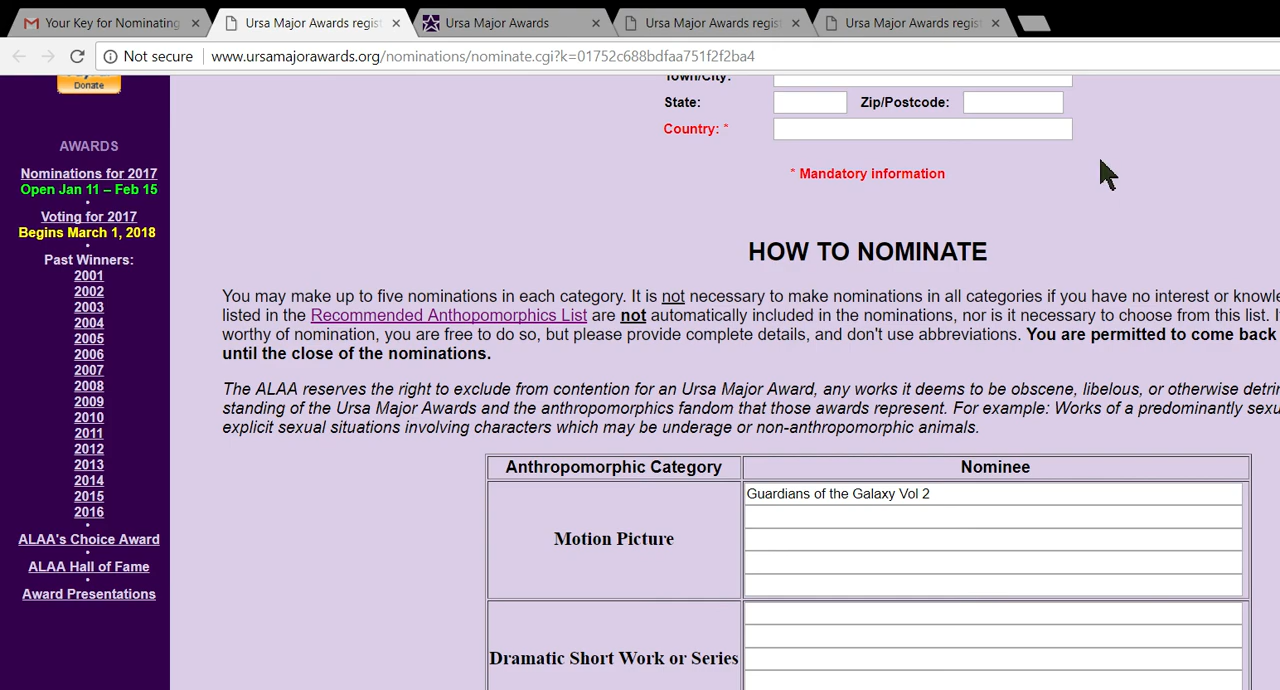 Your Key for Nominating
Ursa Major Awards regis
Ursa Major Awards
Ursa Major Awards regis
Ursa Major Awards regis
Not secure
www.ursamajorawards.org/nominations/nominate.cgi?k=01752c688bdfaa751f2f2ba4
Donate
AWARDS
Nominations for 2017
Open Jan 11 – Feb 15
•
Voting for 2017
Begins March 1, 2018
•
Past Winners:
2001
2002
2003
2004
2005
2006
2007
2008
2009
2010
2011
2012
2013
2014
2015
2016
•
ALAA's Choice Award
•
ALAA Hall of Fame
•
Award Presentations
Town/City:
State: Zip/Postcode:
Country: *
* Mandatory information
HOW TO NOMINATE
You may make up to five nominations in each category. It is not necessary to make nominations in all categories if you have no interest or knowle
listed in the Recommended Anthopomorphics List are not automatically included in the nominations, nor is it necessary to choose from this list. I
worthy of nomination, you are free to do so, but please provide complete details, and don't use abbreviations. You are permitted to come back
until the close of the nominations.
The ALAA reserves the right to exclude from contention for an Ursa Major Award, any works it deems to be obscene, libelous, or otherwise detrin
standing of the Ursa Major Awards and the anthropomorphics fandom that those awards represent. For example: Works of a predominantly sexu
explicit sexual situations involving characters which may be underage or non-anthropomorphic animals.
Anthropomorphic Category Nominee
Motion Picture
Guardians of the Galaxy Vol 2
Dramatic Short Work or Series